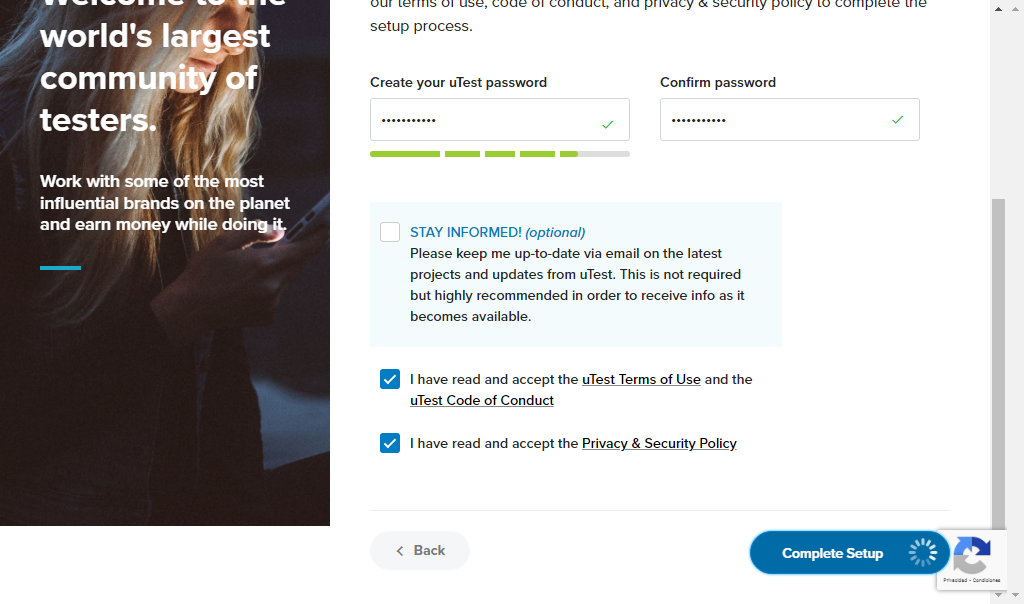 Welcome to the
world's largest
community of
testers.
Work with some of the most
influential brands on the planet
and earn money while doing it.
our terms of use, code of conduct, and privacy & security policy to complete the
setup process.
Create your uTest password
Confirm password
•••••••••••
•••••••••••
STAY INFORMED! (optional)
Please keep me up-to-date via email on the latest
projects and updates from uTest. This is not required
but highly recommended in order to receive info as it
becomes available.
I have read and accept the uTest Terms of Use and the
uTest Code of Conduct
I have read and accept the Privacy & Security Policy
Back
Complete Setup
Privacidad - Condiciones